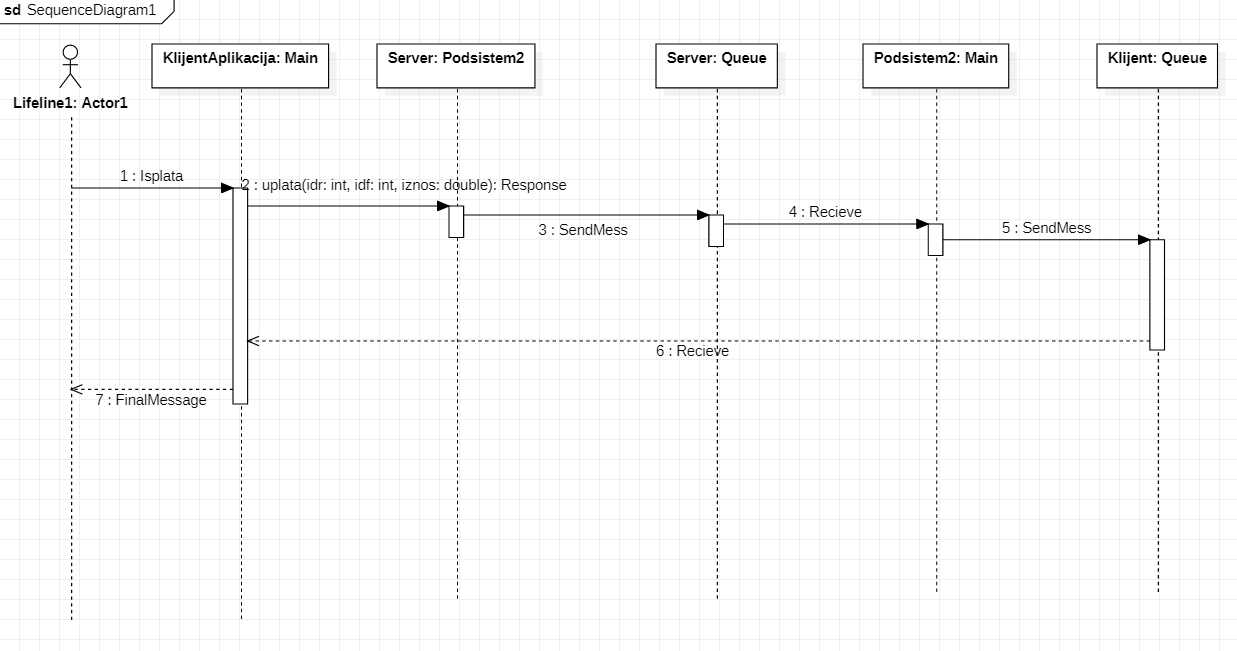 sd SequenceDiagram1
KlijentAplikacija: Main
Server: Podsistem2
Server: Queue
Podsistem2: Main
Klijent: Queue
Lifeline1: Actor1
1 : Isplata
2 : uplata(idr: int, idf: int, iznos: double): Response
3 : SendMess
4 : Recieve
5 : SendMess
6 : Recieve
7 : FinalMessage